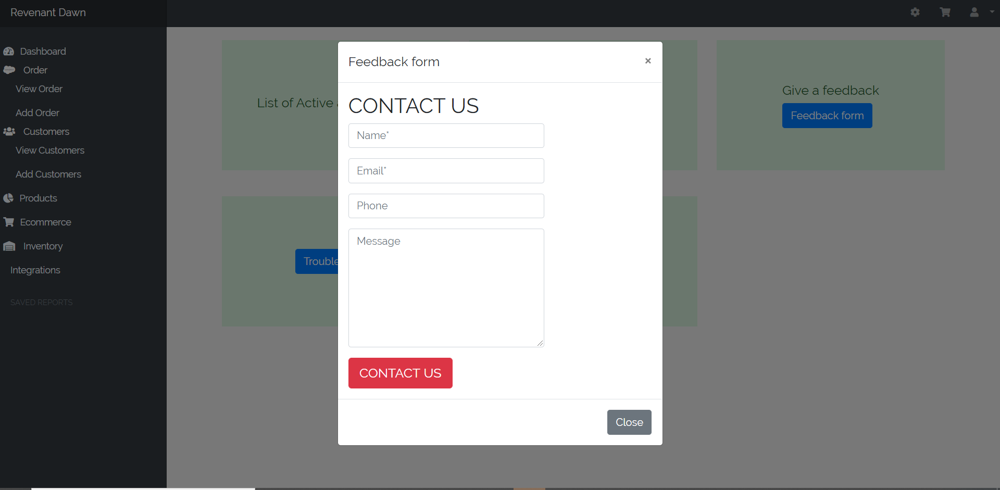 Revenant Dawn
Dashboard
Order
View Order
Add Order
Customers
View Customers
Add Customers
Products
Ecommerce
Inventory
Integrations
SAVED REPORTS
List of Active
Trouble
Feedback form
×
CONTACT US
Name*
Email*
Phone
Message
CONTACT US
Close
Give a feedback
Feedback form